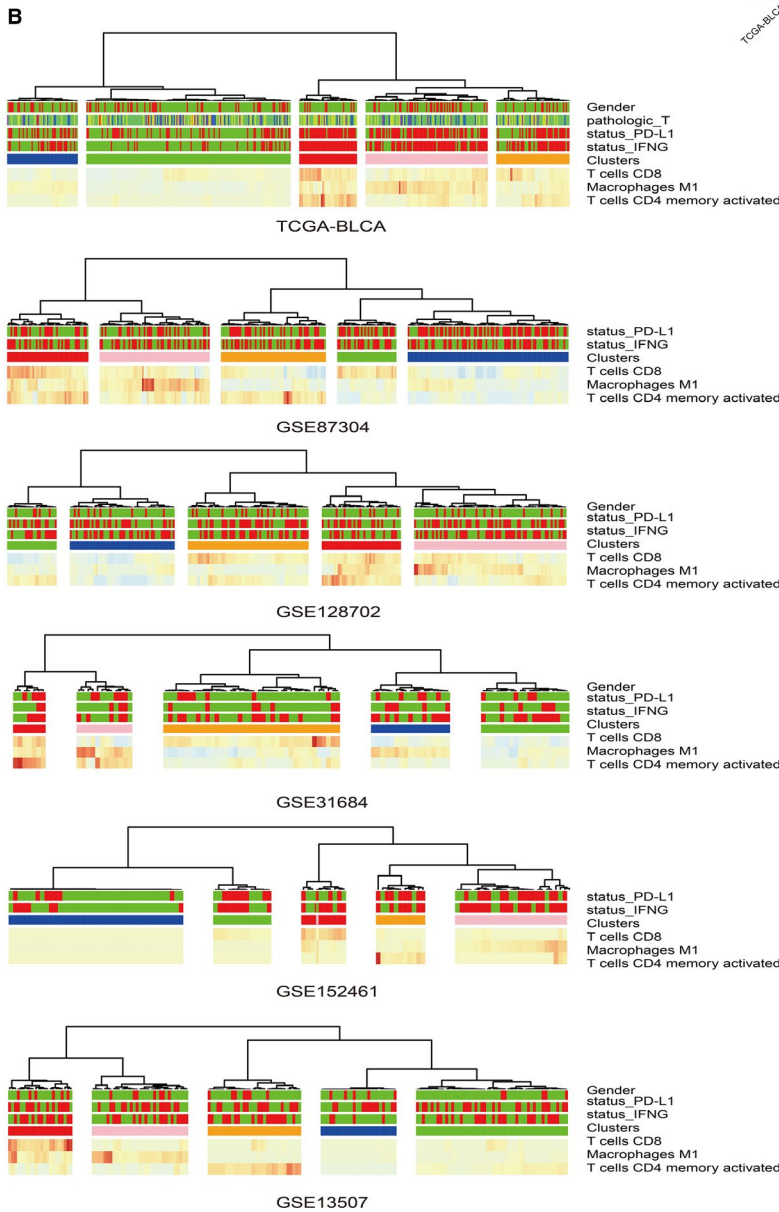 B
TCGA-BLCA
Gender
pathologic_T
status_PD-L1
status_IFNG
Clusters
T cells CD8
Macrophages M1
T cells CD4 memory activated
TCGA-BLCA
status_PD-L1
status_IFNG
Clusters
T cells CD8
Macrophages M1
T cells CD4 memory activated
GSE87304
Gender
status_PD-L1
status_IFNG
Clusters
T cells CD8
Macrophages M1
T cells CD4 memory activated
GSE128702
Gender
status_PD-L1
status_IFNG
Clusters
T cells CD8
Macrophages M1
T cells CD4 memory activated
GSE31684
status_PD-L1
status_IFNG
Clusters
T cells CD8
Macrophages M1
T cells CD4 memory activated
GSE152461
Gender
status_PD-L1
status_IFNG
Clusters
T cells CD8
Macrophages M1
T cells CD4 memory activated
GSE13507